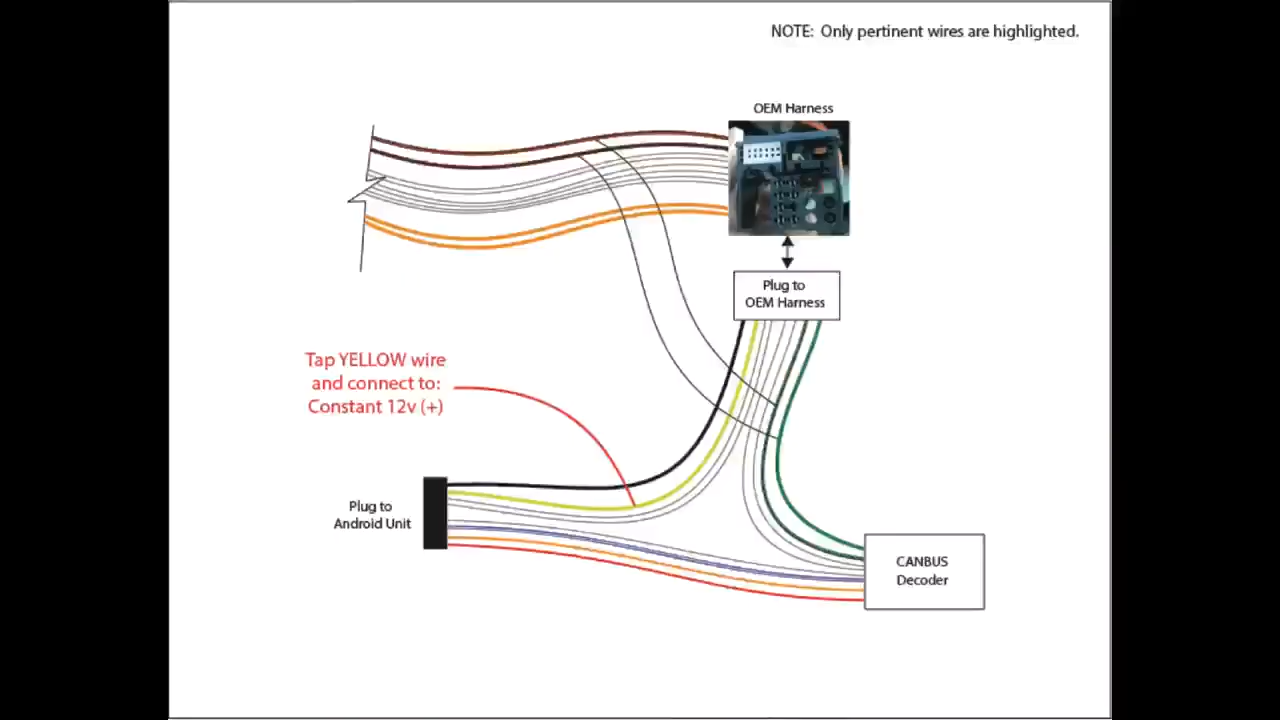 NOTE: Only pertinent wires are highlighted.
OEM Harness
Plug to
OEM Harness
Tap YELLOW wire
and connect to:
Constant 12v (+)
Plug to
Android Unit
CANBUS
Decoder